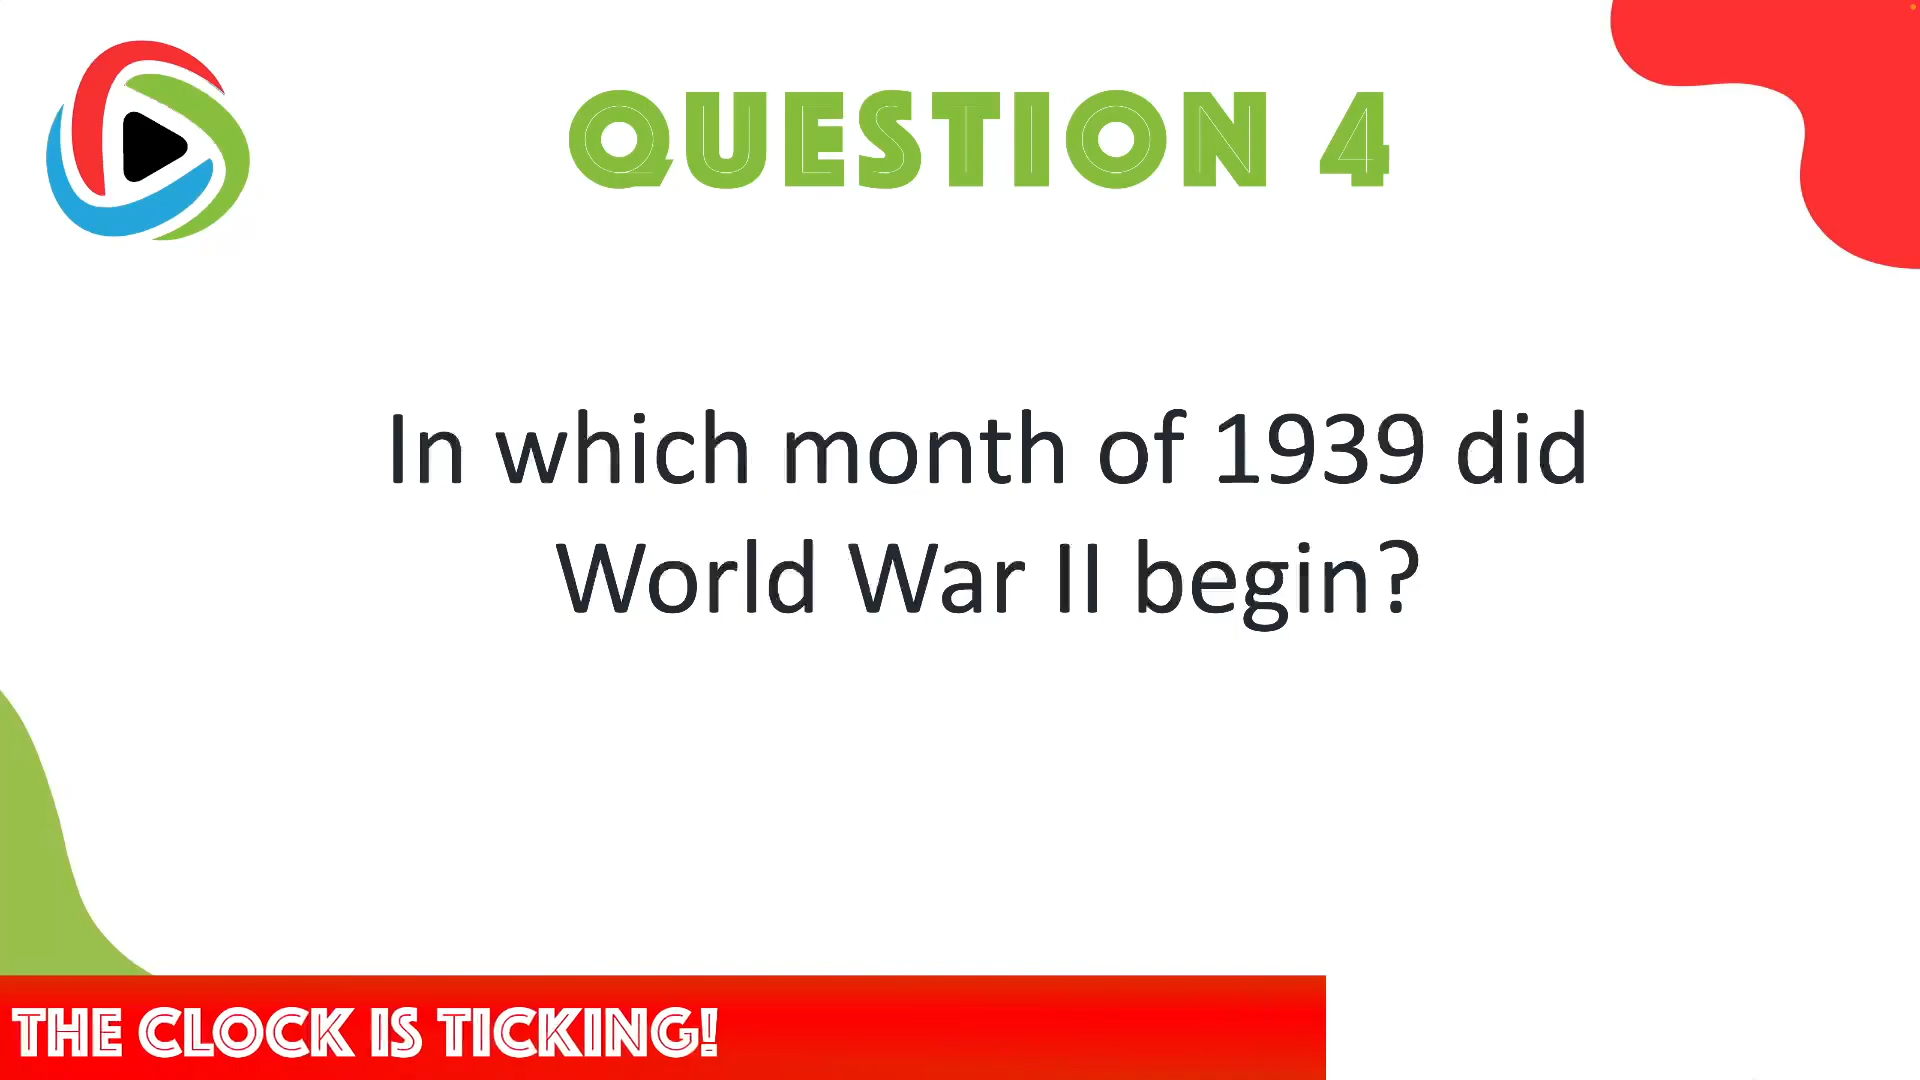 QUESTION 4
In which month of 1939 did
World War II begin?
THE CLOCK IS TICKING!